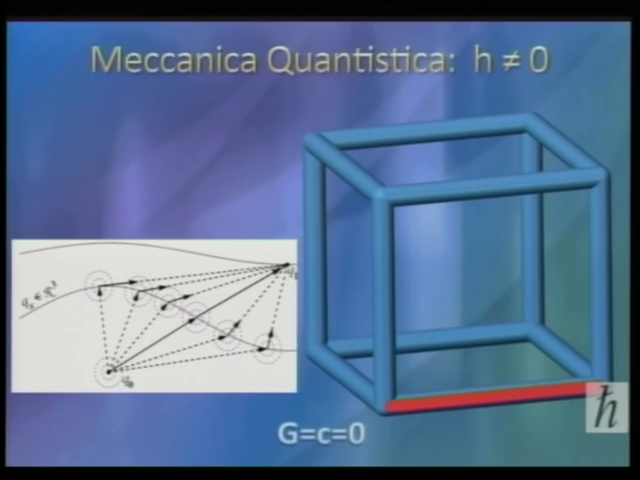 Meccanica Quantistica: h ≠ 0
ħ
G=c=0